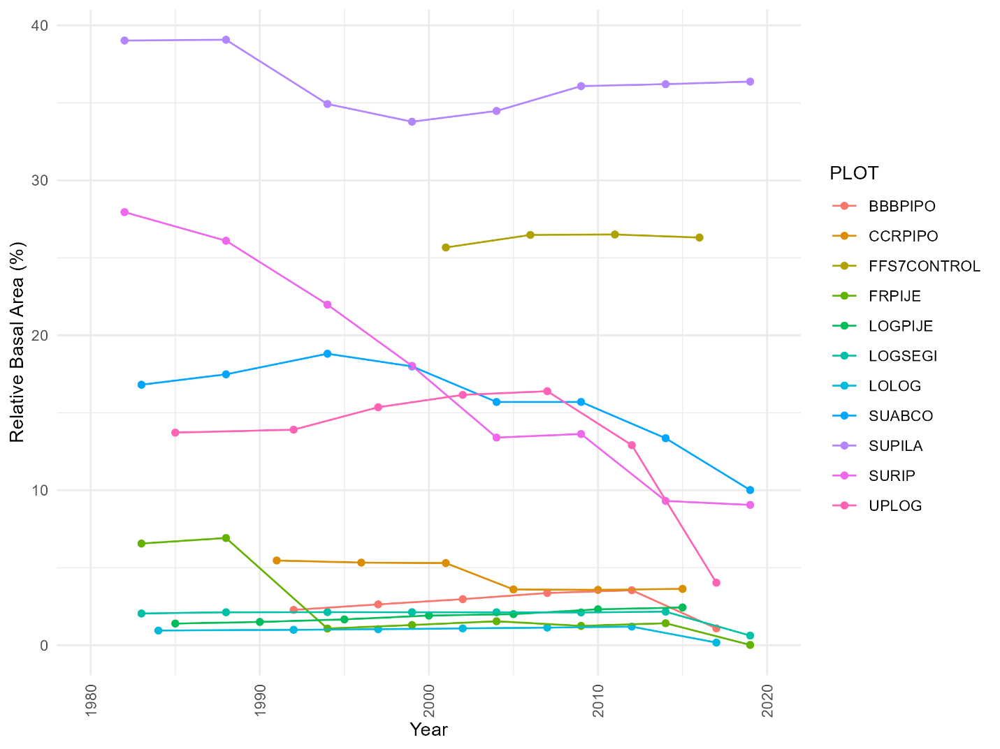 40
30
20
10
0
Relative Basal Area (%)
1980
1990
2000
2010
2020
Year
PLOT
BBBPIPO
CCRPIPO
FFS7CONTROL
FRPIJE
LOGPIJE
LOGSEGI
LOLOG
SUABCO
SUPILA
SURIP
UPLOG